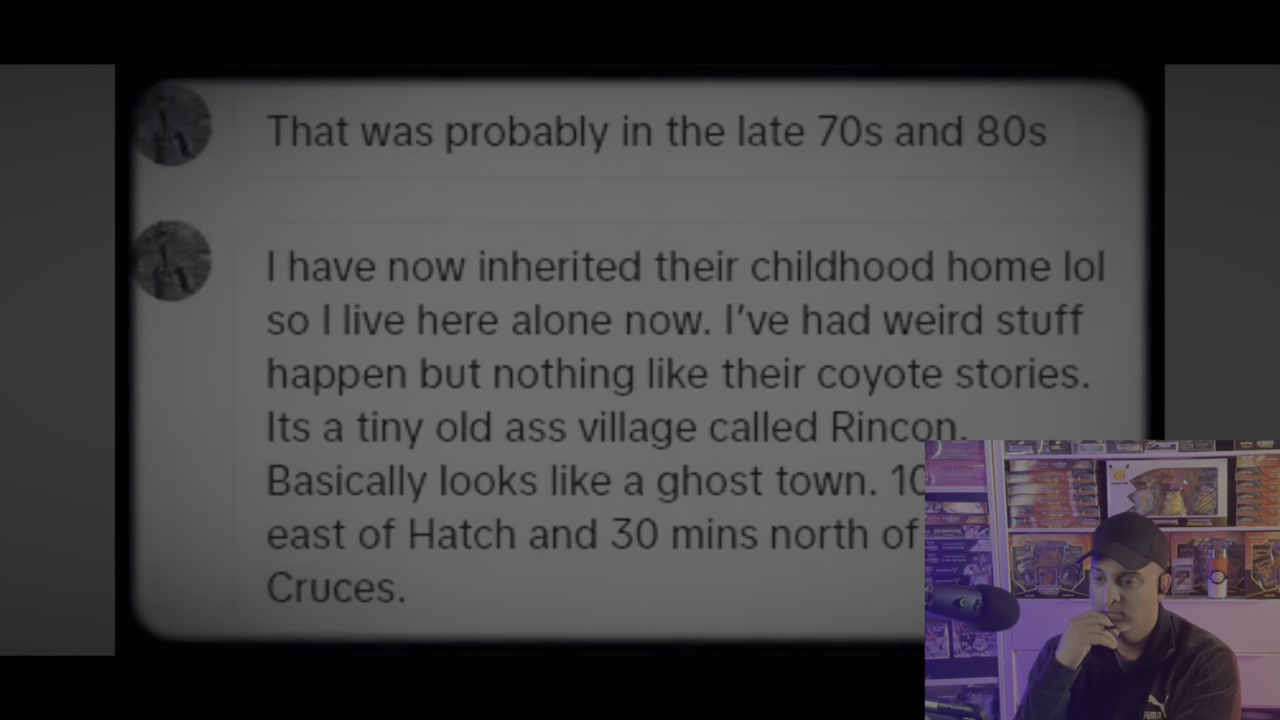 That was probably in the late 70s and 80s
I have now inherited their childhood home lol
so I live here alone now. I've had weird stuff
happen but nothing like their coyote stories.
Its a tiny old ass village called Rincon.
Basically looks like a ghost town. 10
east of Hatch and 30 mins north of
Cruces.
PUMA